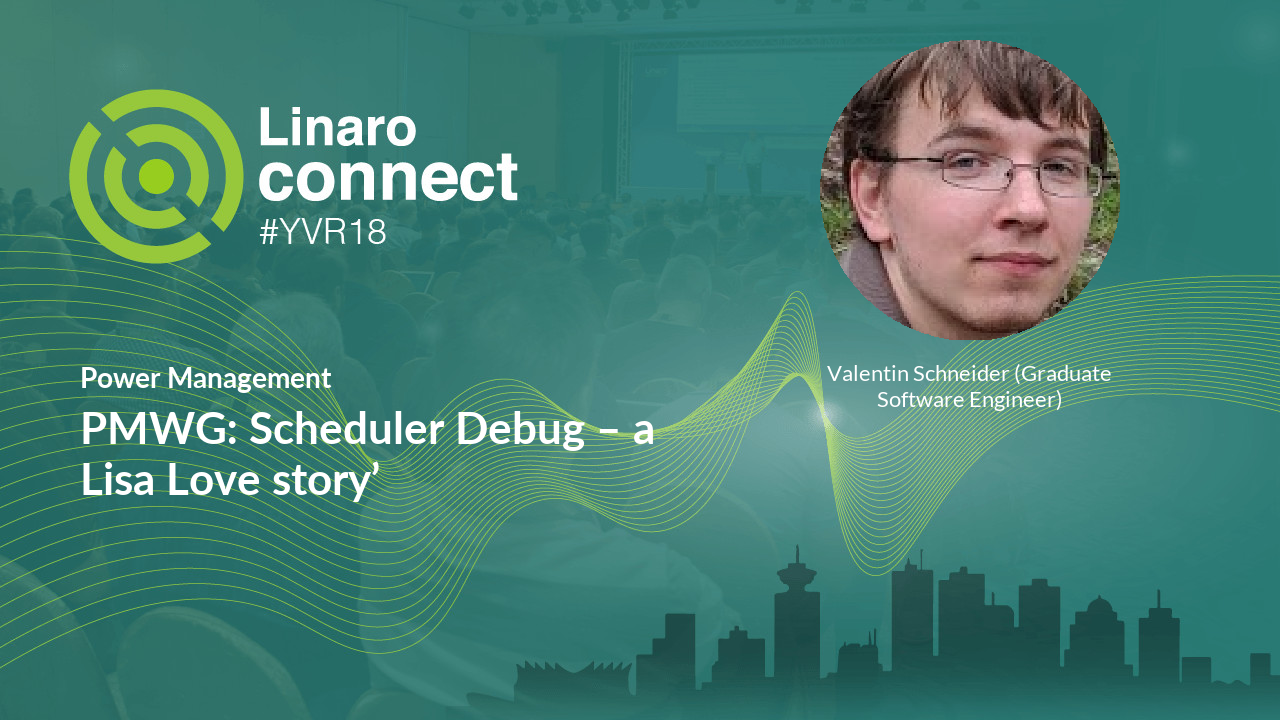 Linaro
connect
#YVR18
Power Management
PMWG: Scheduler Debug – a
Lisa Love story’
Valentin Schneider (Graduate
Software Engineer)